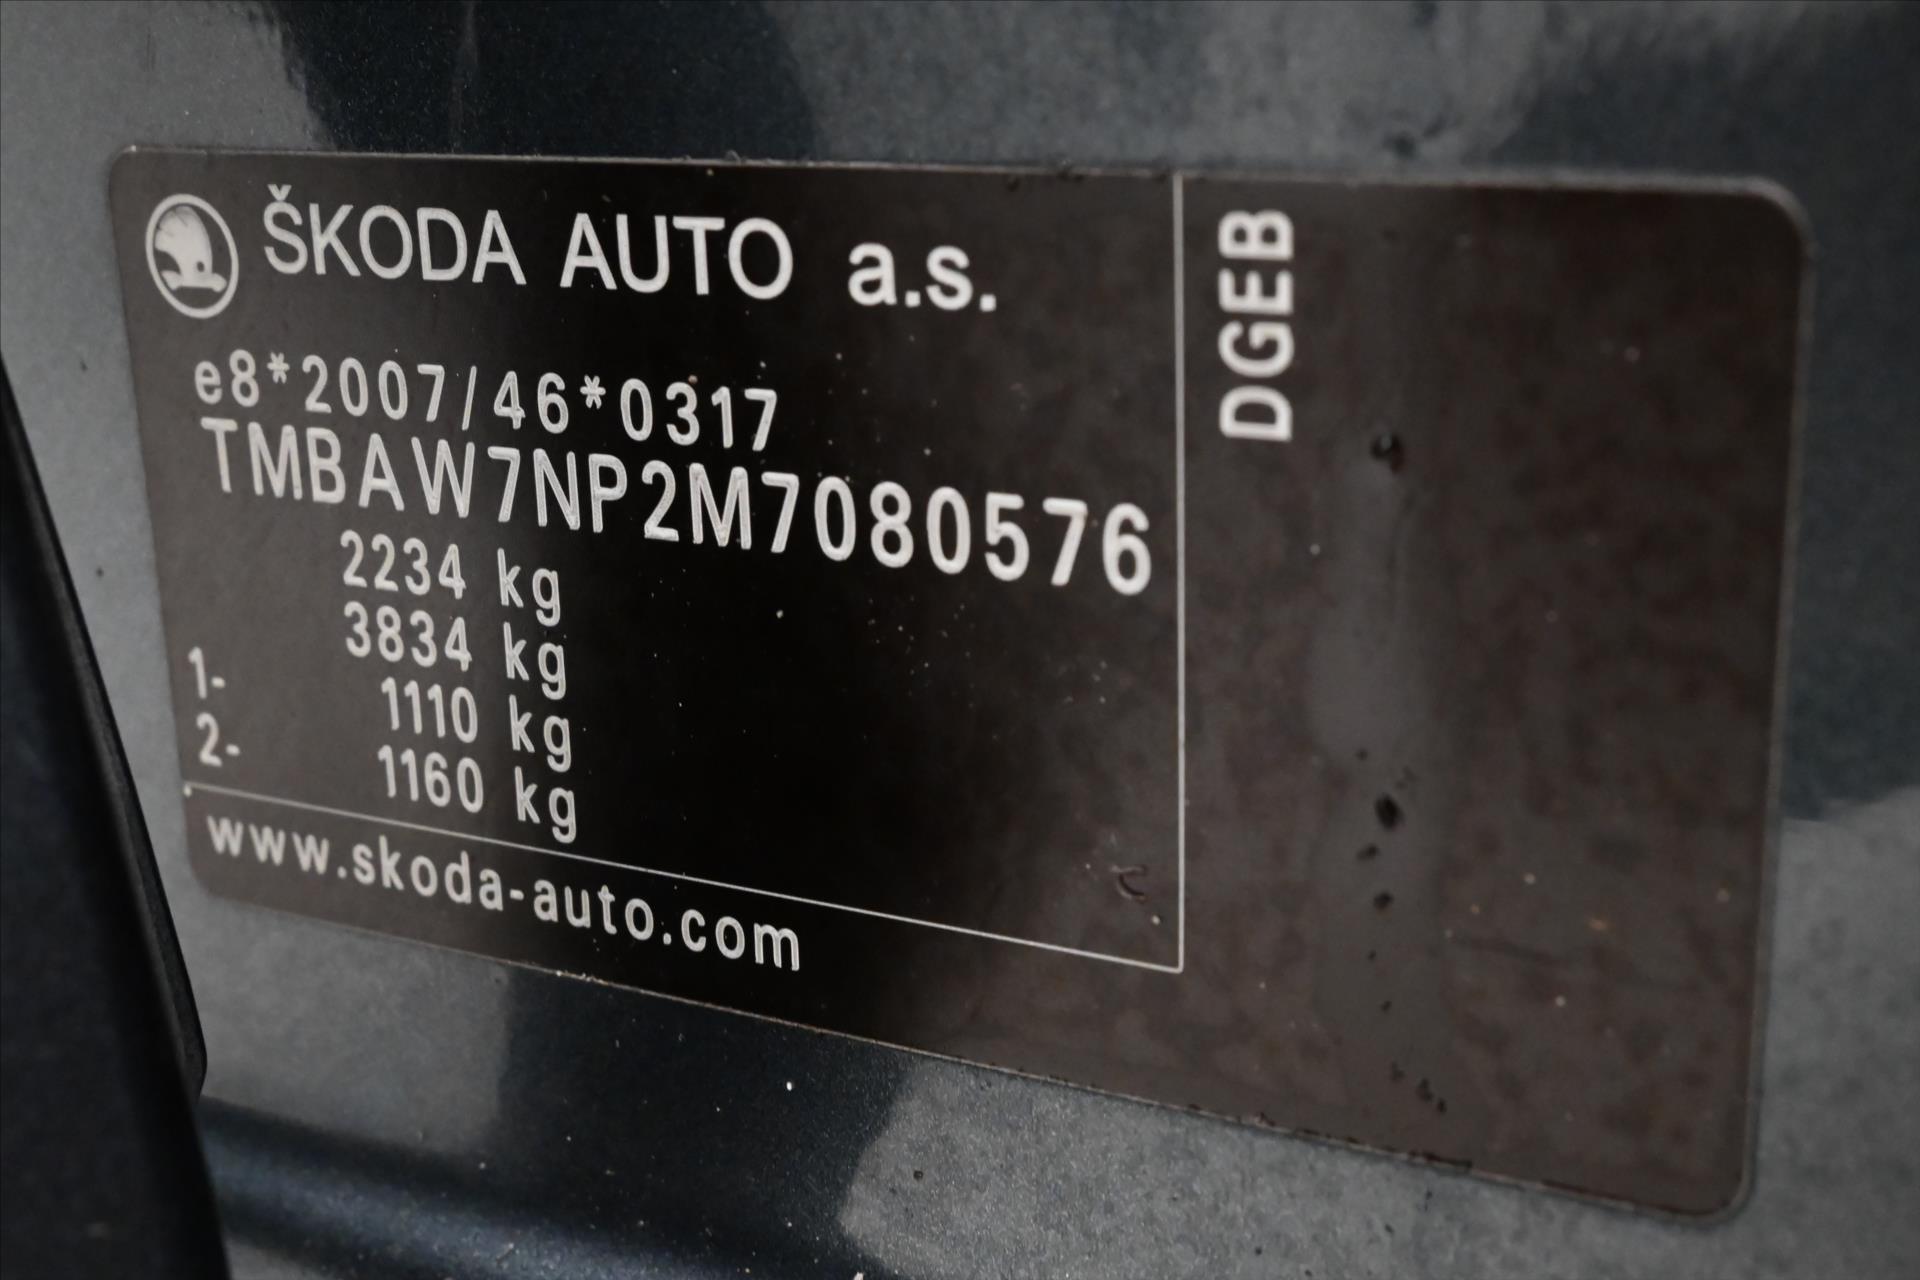 ŠKODA AUTO a.s.
e8*2007/46*0317
TMBAW7NP2M7080576
2234 kg
3834 kg
1- 1110 kg
2- 1160 kg
www.skoda-auto.com
DGEB